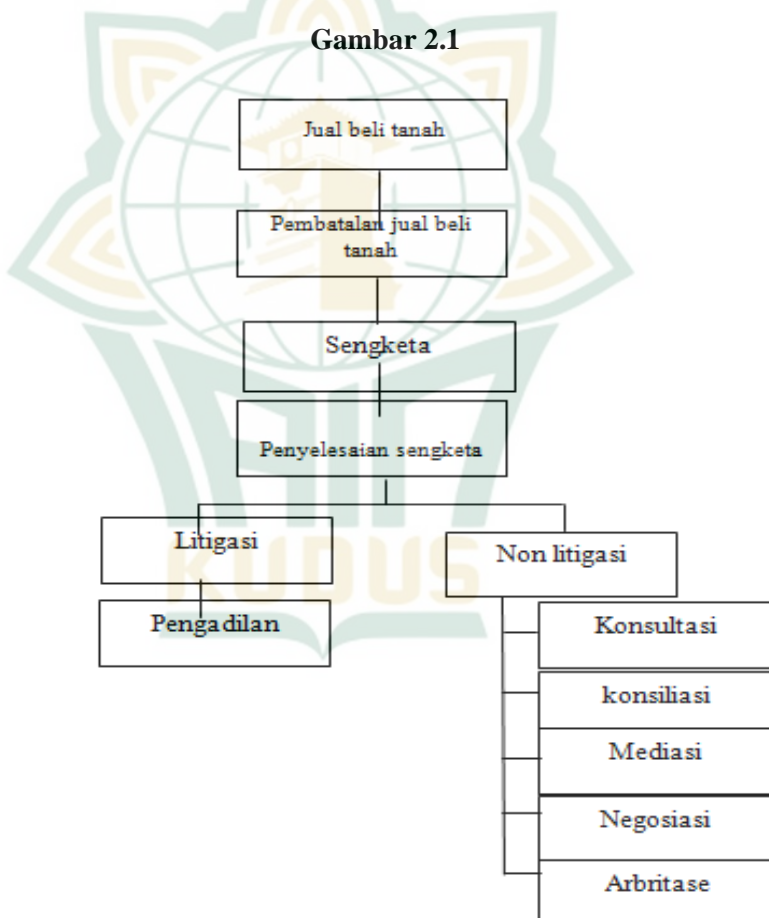 Gambar 2.1
Jual beli tanah
Pembatalan jual beli
tanah
Sengketa
Penyelesaian sengketa
Litigasi
Non litigasi
KUDUS
Pengadilan
Konsultasi
konsiliasi
Mediasi
Negosiasi
Arbritase